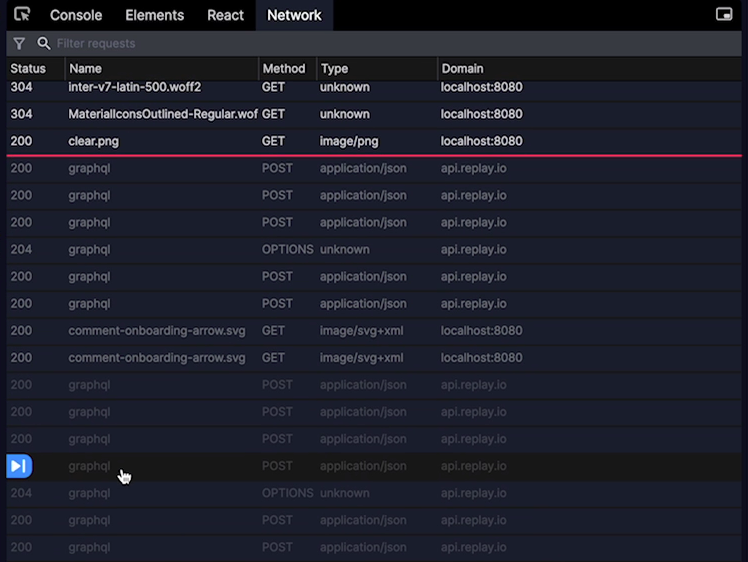 Console Elements React Network
Filter requests
Status Name Method Type Domain
304 inter-v7-latin-500.woff2 GET unknown localhost:8080
304 MaterialIconsOutlined-Regular.wof GET unknown localhost:8080
200 clear.png GET image/png localhost:8080
200 graphql POST application/json api.replay.io
200 graphql POST application/json api.replay.io
200 graphql POST application/json api.replay.io
204 graphql OPTIONS unknown api.replay.io
200 graphql POST application/json api.replay.io
200 graphql POST application/json api.replay.io
200 comment-onboarding-arrow.svg GET image/svg+xml localhost:8080
200 comment-onboarding-arrow.svg GET image/svg+xml localhost:8080
200 graphql POST application/json api.replay.io
200 graphql POST application/json api.replay.io
200 graphql POST application/json api.replay.io
graphql POST application/json api.replay.io
204 graphql OPTIONS unknown api.replay.io
200 graphql POST application/json api.replay.io
200 graphql POST application/json api.replay.io